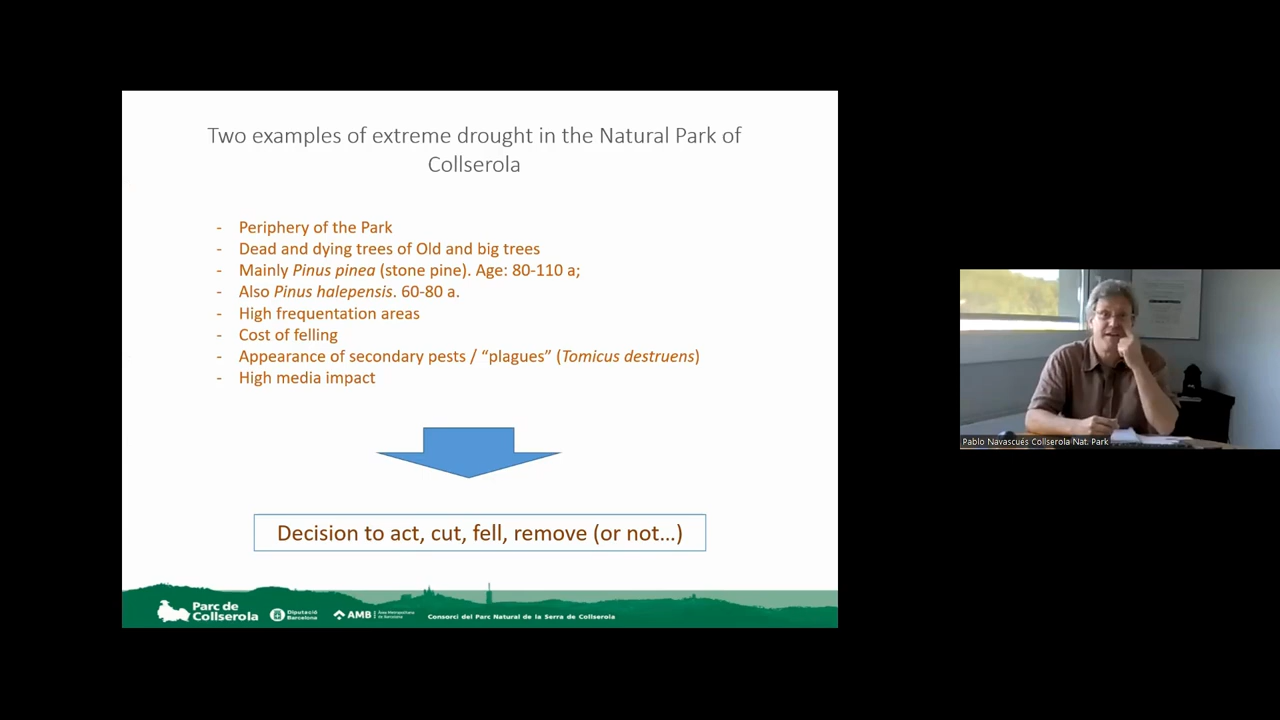 Two examples of extreme drought in the Natural Park of
Collserola
- Periphery of the Park
- Dead and dying trees of Old and big trees
- Mainly Pinus pinea (stone pine). Age: 80-110 a;
- Also Pinus halepensis. 60-80 a.
- High frequentation areas
- Cost of felling
- Appearance of secondary pests / “plagues” (Tomicus destruens)
- High media impact
Decision to act, cut, fell, remove (or not…)
Parc de
Collserola
Diputació
Barcelona
AMB
Àrea Metropolitana
de Barcelona
Consorci del Parc Natural de la Serra de Collserola
Pablo Navascués Collserola Nat. Park